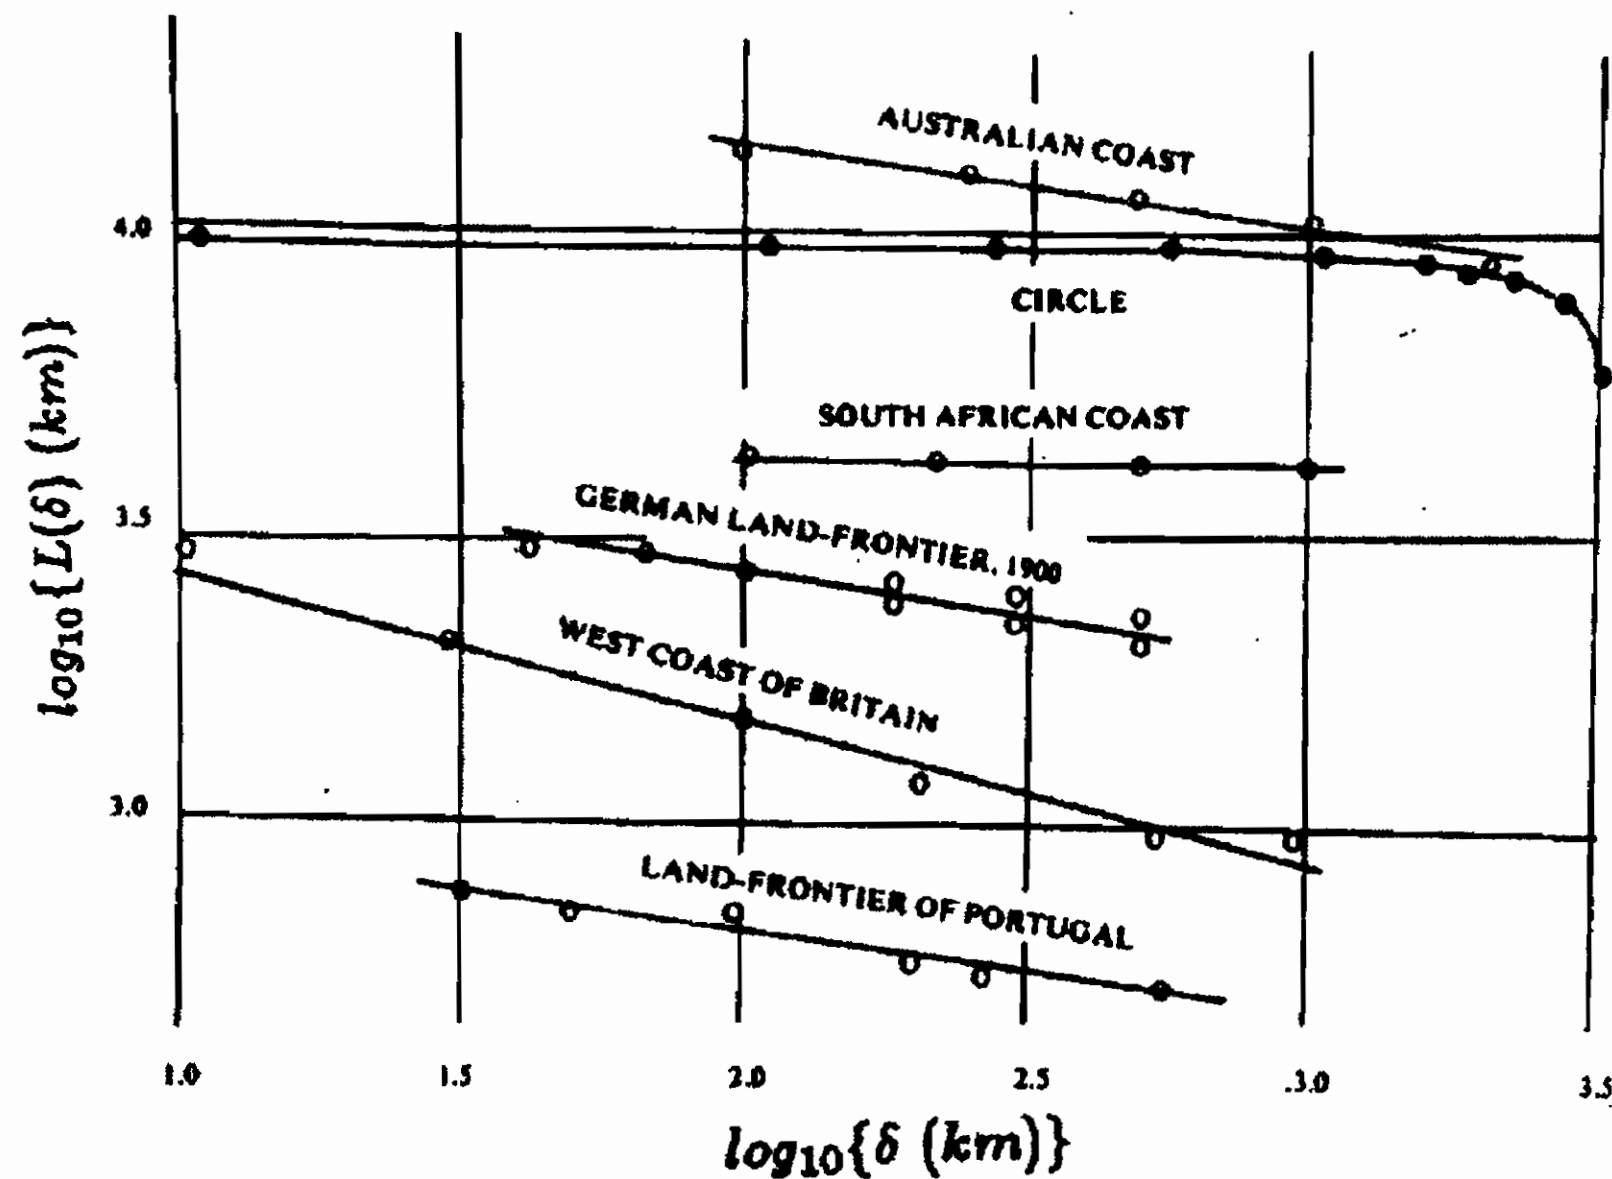 AUSTRALIAN COAST
4.0
CIRCLE
SOUTH AFRICAN COAST
GERMAN LAND-FRONTIER, 1900
3.5
WEST COAST OF BRITAIN
3.0
LAND-FRONTIER OF PORTUGAL
log₁₀{L(δ) (km)}
1.0 1.5 2.0 2.5 3.0 3.5
log₁₀{δ (km)}